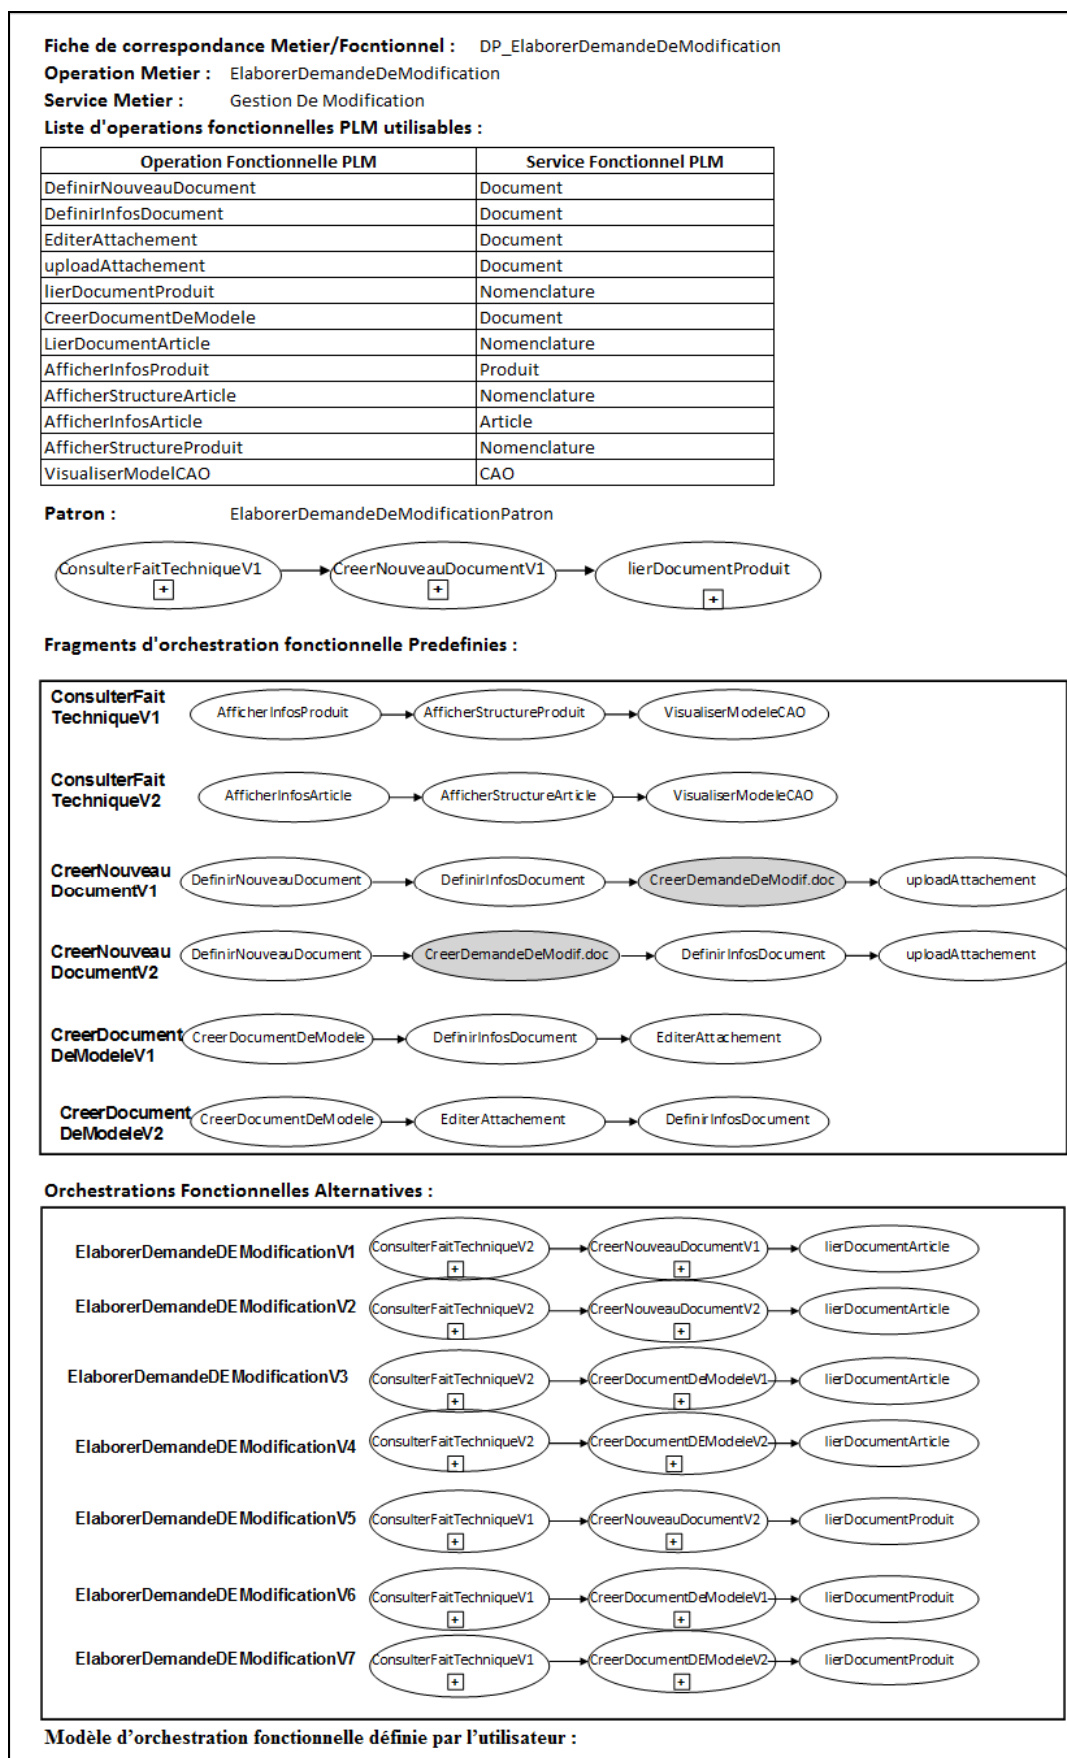 Fiche de correspondance Metier/Focntionnel : DP_ElaborerDemandeDeModification
Operation Metier : ElaborerDemandeDeModification
Service Metier : Gestion De Modification
Liste d'operations fonctionnelles PLM utilisables :
Operation Fonctionnelle PLM Service Fonctionnel PLM
DefinirNouveauDocument Document
DefinirInfosDocument Document
EditerAttachement Document
uploadAttachement Document
lierDocumentProduit Nomenclature
CreerDocumentDeModele Document
LierDocumentArticle Nomenclature
AfficherInfosProduit Produit
AfficherStructureArticle Nomenclature
AfficherInfosArticle Article
AfficherStructureProduit Nomenclature
VisualiserModelCAO CAO
Patron : ElaborerDemandeDeModificationPatron
ConsulterFaitTechniqueV1 CreerNouveauDocumentV1 lierDocumentProduit
+ + +
Fragments d'orchestration fonctionnelle Predefinies :
ConsulterFait
TechniqueV1
AfficherInfosProduit AfficherStructureProduit VisualiserModeleCAO
ConsulterFait
TechniqueV2
AfficherInfosArticle AfficherStructureArticle VisualiserModeleCAO
CreerNouveau
DocumentV1
DefinirNouveauDocument DefinirInfosDocument CreerDemandeDeModif.doc uploadAttachement
CreerNouveau
DocumentV2
DefinirNouveauDocument CreerDemandeDeModif.doc DefinirInfosDocument uploadAttachement
CreerDocument
DeModeleV1
CreerDocumentDeModele DefinirInfosDocument EditerAttachement
CreerDocument
DeModeleV2
CreerDocumentDeModele EditerAttachement DefinirInfosDocument
Orchestrations Fonctionnelles Alternatives :
ElaborerDemandeDEModificationV1 ConsulterFaitTechniqueV2 CreerNouveauDocumentV1 lierDocumentArticle
+ +
ElaborerDemandeDEModificationV2 ConsulterFaitTechniqueV2 CreerNouveauDocumentV2 lierDocumentArticle
+ +
ElaborerDemandeDEModificationV3 ConsulterFaitTechniqueV2 CreerDocumentDeModeleV1 lierDocumentArticle
+ +
ElaborerDemandeDEModificationV4 ConsulterFaitTechniqueV2 CreerDocumentDEModeleV2 lierDocumentArticle
+ +
ElaborerDemandeDEModificationV5 ConsulterFaitTechniqueV1 CreerNouveauDocumentV2 lierDocumentProduit
+ +
ElaborerDemandeDEModificationV6 ConsulterFaitTechniqueV1 CreerDocumentDeModeleV1 lierDocumentProduit
+ +
ElaborerDemandeDEModificationV7 ConsulterFaitTechniqueV1 CreerDocumentDEModeleV2 lierDocumentProduit
+ +
Modèle d'orchestration fonctionnelle définie par l'utilisateur :